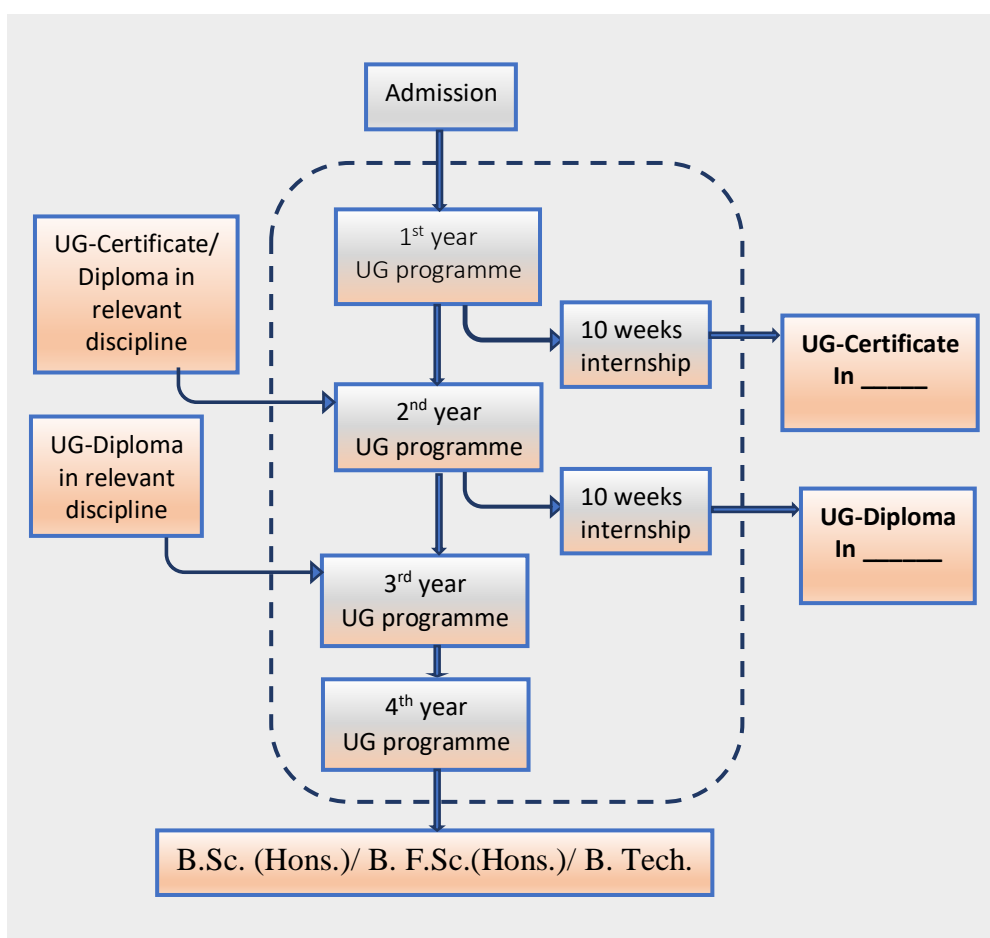 Admission
1st year
UG programme
UG-Certificate/
Diploma in
relevant
discipline
10 weeks
internship
UG-Certificate
In _____
2nd year
UG programme
UG-Diploma
in relevant
discipline
10 weeks
internship
UG-Diploma
In ______
3rd year
UG programme
4th year
UG programme
B.Sc. (Hons.)/ B. F.Sc.(Hons.)/ B. Tech.